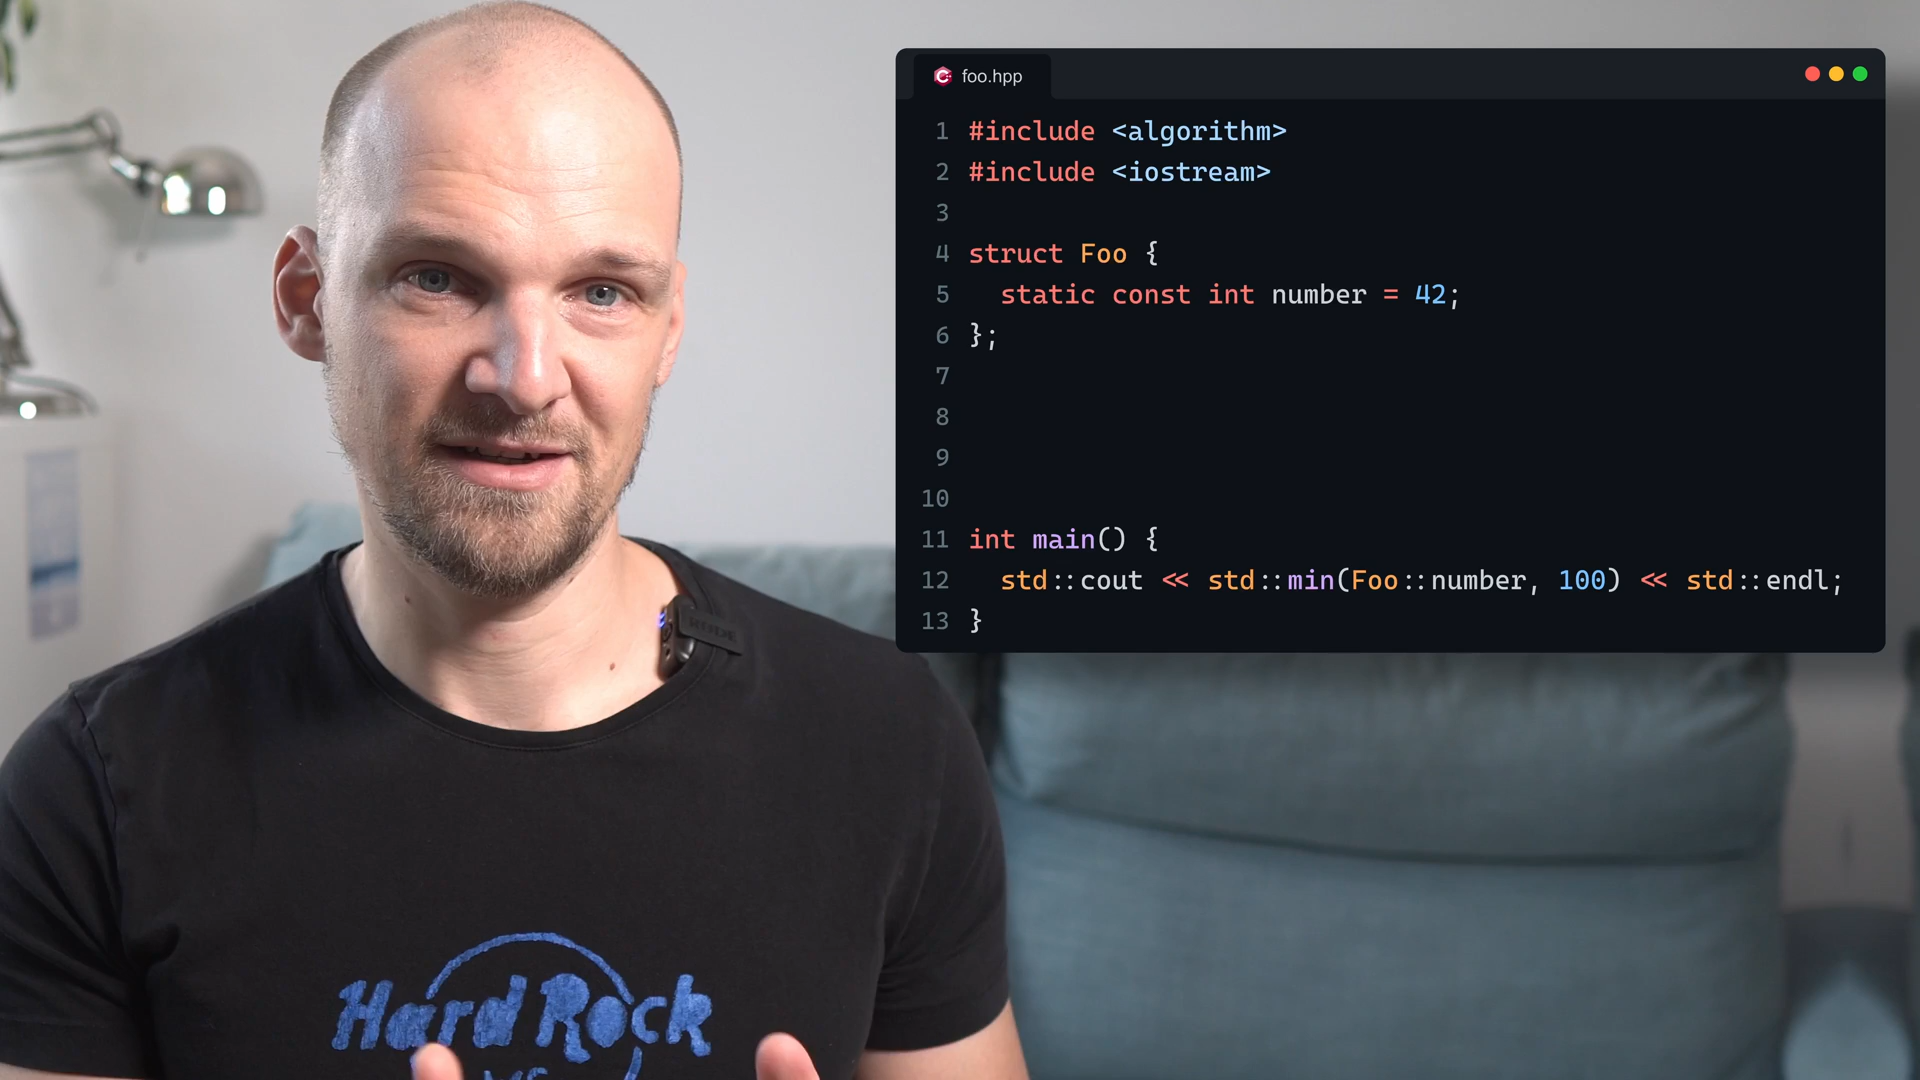 foo.hpp
1 #include <algorithm>
2 #include <iostream>
3
4 struct Foo {
5   static const int number = 42;
6 };
7
8
9
10
11 int main() {
12   std::cout << std::min(Foo::number, 100) << std::endl;
13 }
RØDE
Hard Rock